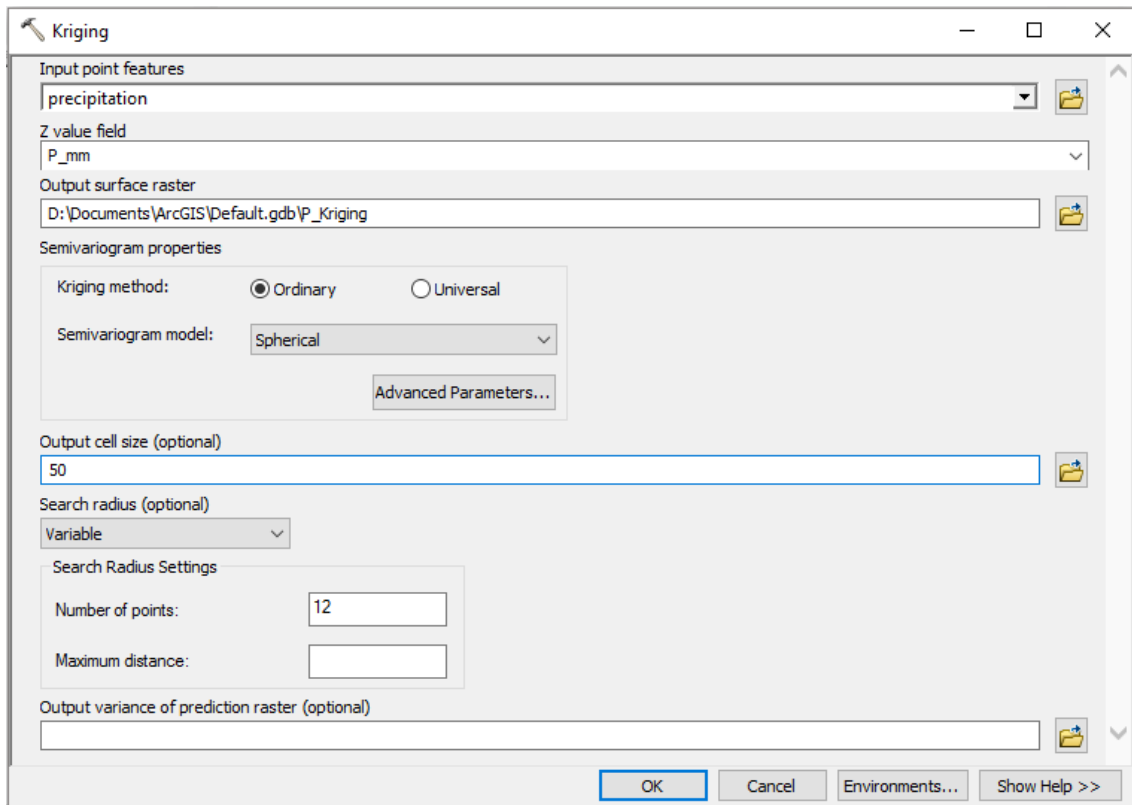 Kriging
Input point features
precipitation
Z value field
P_mm
Output surface raster
D:\Documents\ArcGIS\Default.gdb\P_Kriging
Semivariogram properties
Kriging method: Ordinary Universal
Semivariogram model: Spherical
Advanced Parameters...
Output cell size (optional)
50
Search radius (optional)
Variable
Search Radius Settings
Number of points: 12
Maximum distance:
Output variance of prediction raster (optional)
OK Cancel Environments... Show Help >>